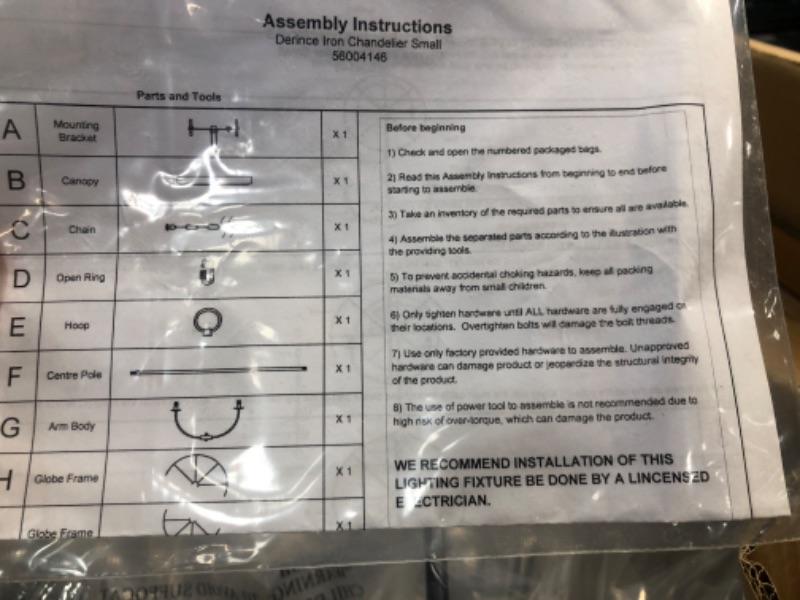 Assembly Instructions
Derince Iron Chandelier Small
56004146
Parts and Tools
A Mounting Bracket X 1
B Canopy X 1
C Chain X 1
D Open Ring X 1
E Hoop X 1
F Centre Pole X 1
G Arm Body X 1
H Globe Frame X 1
Globe Frame X 1
Before beginning
1) Check and open the numbered packaged bags.
2) Read this Assembly Instructions from beginning to end before
starting to assemble.
3) Take an inventory of the required parts to ensure all are available.
4) Assemble the separated parts according to the illustration with
the providing tools.
5) To prevent accidental choking hazards, keep all packing
materials away from small children.
6) Only tighten hardware until ALL hardware are fully engaged on
their locations. Overtighten bolts will damage the bolt threads.
7) Use only factory provided hardware to assemble. Unapproved
hardware can damage product or jeopardize the structural integrity
of the product.
8) The use of power tool to assemble is not recommended due to
high risk of over-torque, which can damage the product.
WE RECOMMEND INSTALLATION OF THIS
LIGHTING FIXTURE BE DONE BY A LINCENSED
ELECTRICIAN.
WARNING